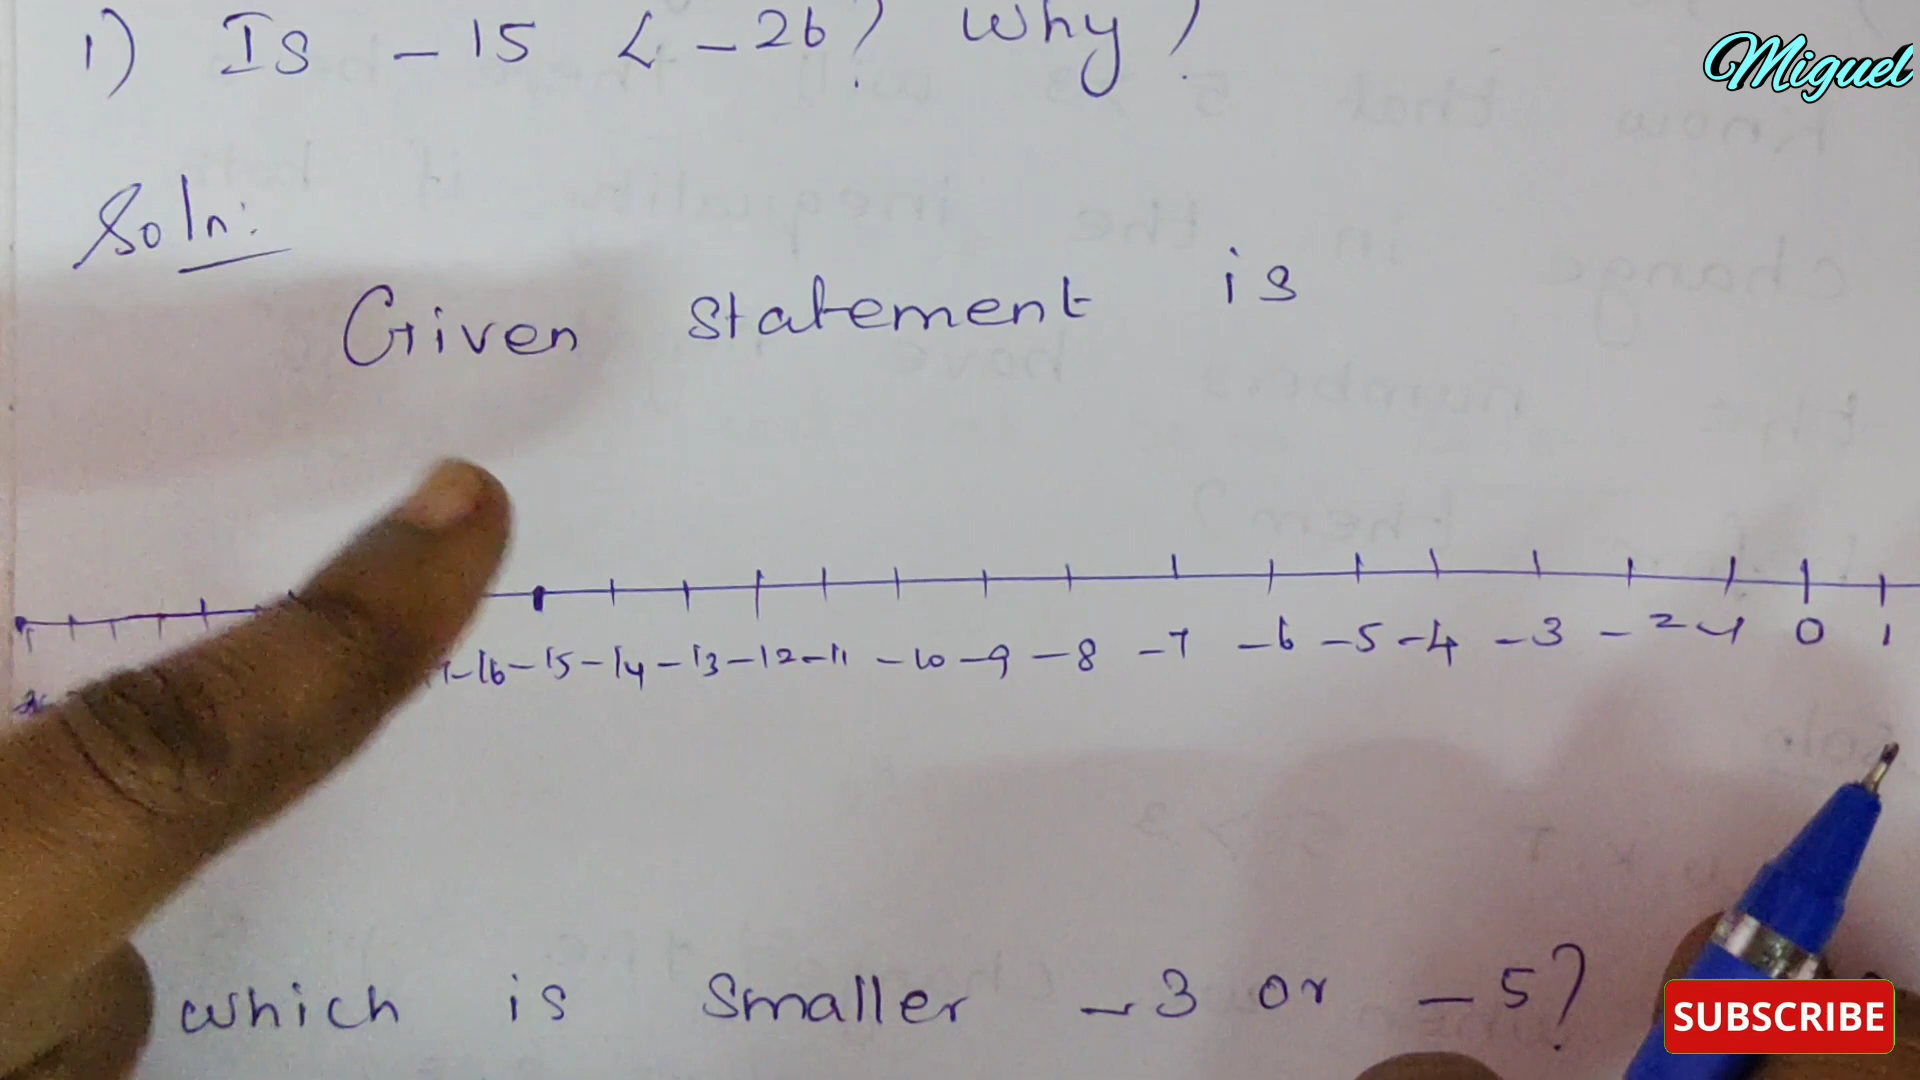 1) Is -15 < -26? Why?
Miguel
Soln:
Given statement is
-16 -15 -14 -13 -12 -11 -10 -9 -8 -7 -6 -5 -4 -3 -2 -1 0 1
which is smaller -3 or -5?
SUBSCRIBE